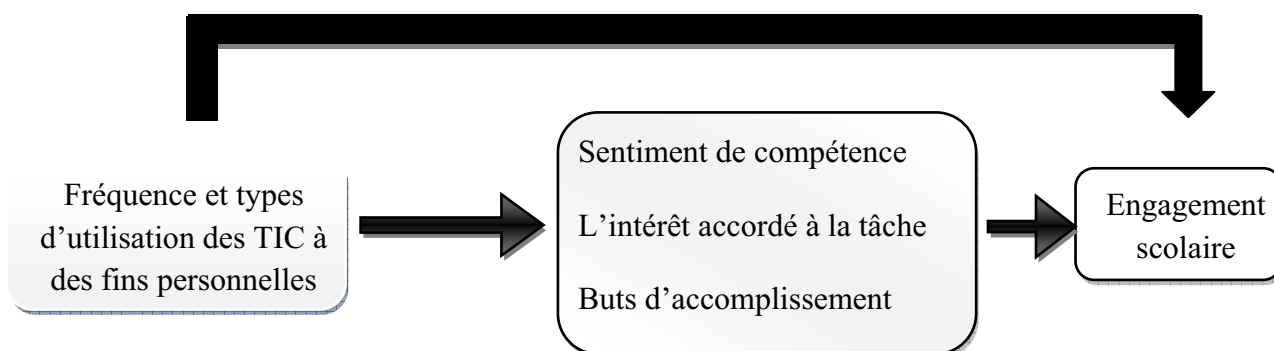 Fréquence et types
d’utilisation des TIC à
des fins personnelles
Sentiment de compétence
L’intérêt accordé à la tâche
Buts d’accomplissement
Engagement
scolaire